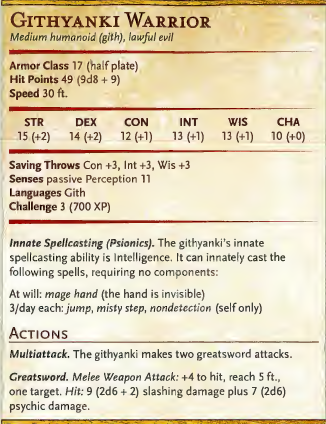 GITHYANKI WARRIOR
Medium humanoid (gith), lawful evil
Armor Class 17 (half plate)
Hit Points 49 (9d8 + 9)
Speed 30 ft.
STR DEX CON INT WIS CHA
15 (+2) 14 (+2) 12 (+1) 13 (+1) 13 (+1) 10 (+0)
Saving Throws Con +3, Int +3, Wis +3
Senses passive Perception 11
Languages Gith
Challenge 3 (700 XP)
Innate Spellcasting (Psionics). The githyanki's innate
spellcasting ability is Intelligence. It can innately cast the
following spells, requiring no components:
At will: mage hand (the hand is invisible)
3/day each: jump, misty step, nondetection (self only)
ACTIONS
Multiattack. The githyanki makes two greatsword attacks.
Greatsword. Melee Weapon Attack: +4 to hit, reach 5 ft.,
one target. Hit: 9 (2d6 + 2) slashing damage plus 7 (2d6)
psychic damage.